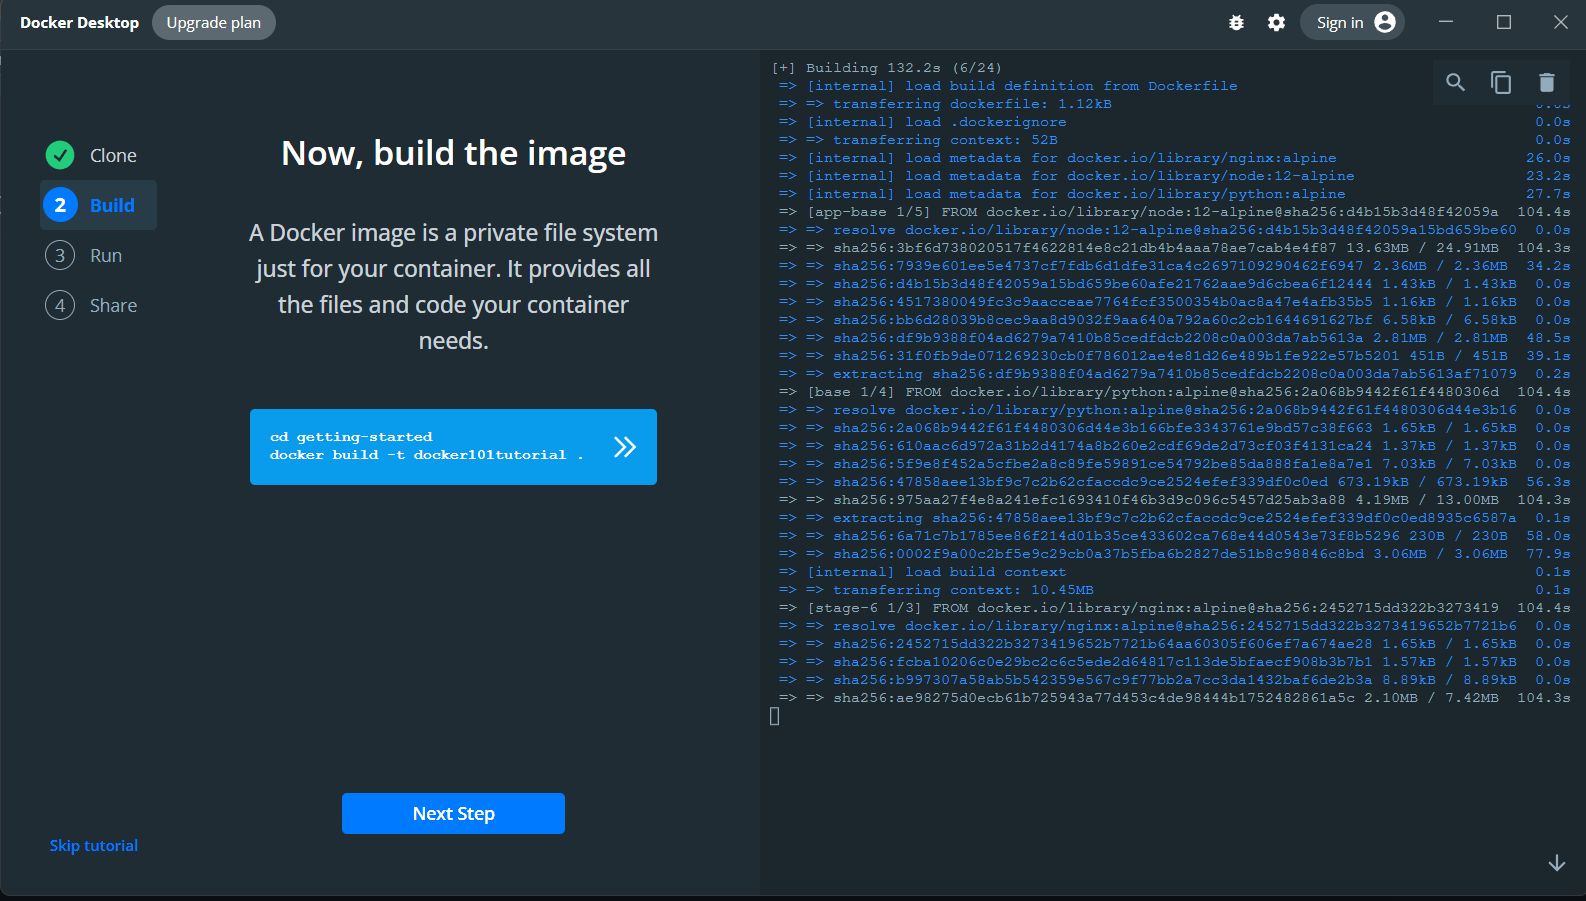 Docker Desktop
Upgrade plan
Sign in
Clone
2 Build
3 Run
4 Share
Now, build the image
A Docker image is a private file system
just for your container. It provides all
the files and code your container
needs.
cd getting-started
docker build -t docker101tutorial .
Next Step
Skip tutorial
[+] Building 132.2s (6/24)
=> [internal] load build definition from Dockerfile
=> => transferring dockerfile: 1.12kB 0.0s
=> [internal] load .dockerignore 0.0s
=> => transferring context: 52B 0.0s
=> [internal] load metadata for docker.io/library/nginx:alpine 26.0s
=> [internal] load metadata for docker.io/library/node:12-alpine 23.2s
=> [internal] load metadata for docker.io/library/python:alpine 27.7s
=> [app-base 1/5] FROM docker.io/library/node:12-alpine@sha256:d4b15b3d48f42059a 104.4s
=> => resolve docker.io/library/node:12-alpine@sha256:d4b15b3d48f42059a15bd659be60 0.0s
=> => sha256:3bf6d738020517f4622814e8c21db4b4aaa78ae7cab4e4f87 13.63MB / 24.91MB 104.3s
=> => sha256:7939e601ee5e4737cf7fdb6d1dfe31ca4c2697109290462f6947 2.36MB / 2.36MB 34.2s
=> => sha256:d4b15b3d48f42059a15bd659be60afe21762aae9d6cbea6f12444 1.43kB / 1.43kB 0.0s
=> => sha256:4517380049fc3c9aacceae7764fcf3500354b0ac8a47e4afb35b5 1.16kB / 1.16kB 0.0s
=> => sha256:bb6d28039b8cec9aa8d9032f9aa640a792a60c2cb1644691627bf 6.58kB / 6.58kB 0.0s
=> => sha256:df9b9388f04ad6279a7410b85cedfdcb2208c0a003da7ab5613a 2.81MB / 2.81MB 48.5s
=> => sha256:31f0fb9de071269230cb0f786012ae4e81d26e489b1fe922e57b5201 451B / 451B 39.1s
=> => extracting sha256:df9b9388f04ad6279a7410b85cedfdcb2208c0a003da7ab5613af71079 0.2s
=> [base 1/4] FROM docker.io/library/python:alpine@sha256:2a068b9442f61f4480306d 104.4s
=> => resolve docker.io/library/python:alpine@sha256:2a068b9442f61f4480306d44e3b16 0.0s
=> => sha256:2a068b9442f61f4480306d44e3b166bfe3343761e9bd57c38f663 1.65kB / 1.65kB 0.0s
=> => sha256:610aac6d972a31b2d4174a8b260e2cdf69de2d73cf03f4131ca24 1.37kB / 1.37kB 0.0s
=> => sha256:5f9e8f452a5cfbe2a8c89fe59891ce54792be85da888fa1e8a7e1 7.03kB / 7.03kB 0.0s
=> => sha256:47858aee13bf9c7c2b62cfaccdc9ce2524efef339df0c0ed 673.19kB / 673.19kB 56.3s
=> => sha256:975aa27f4e8a241efc1693410f46b3d9c096c5457d25ab3a88 4.19MB / 13.00MB 104.3s
=> => extracting sha256:47858aee13bf9c7c2b62cfaccdc9ce2524efef339df0c0ed8935c6587a 0.1s
=> => sha256:6a71c7b1785ee86f214d01b35ce433602ca768e44d0543e73f8b5296 230B / 230B 58.0s
=> => sha256:0002f9a00c2bf5e9c29cb0a37b5fba6b2827de51b8c98846c8bd 3.06MB / 3.06MB 77.9s
=> [internal] load build context 0.1s
=> => transferring context: 10.45MB 0.1s
=> [stage-6 1/3] FROM docker.io/library/nginx:alpine@sha256:2452715dd322b3273419 104.4s
=> => resolve docker.io/library/nginx:alpine@sha256:2452715dd322b3273419652b7721b6 0.0s
=> => sha256:2452715dd322b3273419652b7721b64aa60305f606ef7a674ae28 1.65kB / 1.65kB 0.0s
=> => sha256:fcba10206c0e29bc2c6c5ede2d64817c113de5bfaecf908b3b7b1 1.57kB / 1.57kB 0.0s
=> => sha256:b997307a58ab5b542359e567c9f77bb2a7cc3da1432baf6de2b3a 8.89kB / 8.89kB 0.0s
=> => sha256:ae98275d0ecb61b725943a77d453c4de98444b1752482861a5c 2.10MB / 7.42MB 104.3s